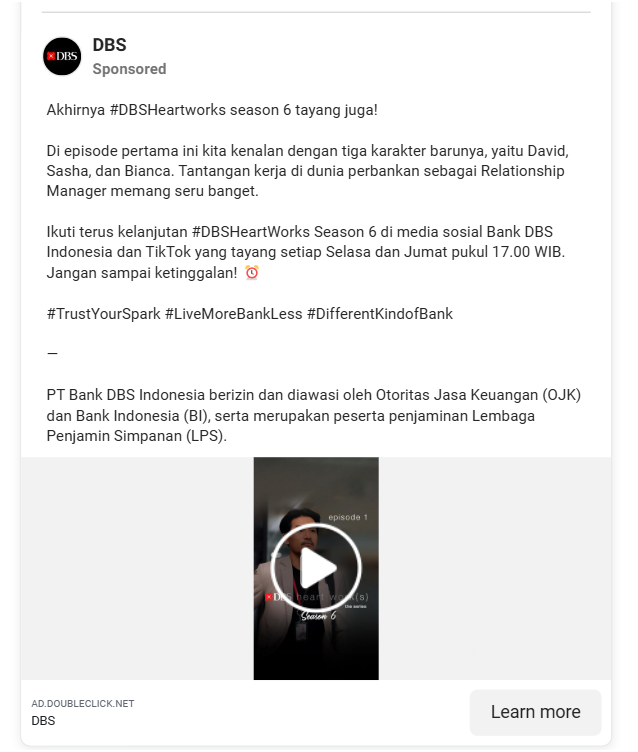 DBS
DBS
Sponsored
Akhirnya #DBSHeartworks season 6 tayang juga!
Di episode pertama ini kita kenalan dengan tiga karakter barunya, yaitu David,
Sasha, dan Bianca. Tantangan kerja di dunia perbankan sebagai Relationship
Manager memang seru banget.
Ikuti terus kelanjutan #DBSHeartWorks Season 6 di media sosial Bank DBS
Indonesia dan TikTok yang tayang setiap Selasa dan Jumat pukul 17.00 WIB.
Jangan sampai ketinggalan! ⏰
#TrustYourSpark #LiveMoreBankLess #DifferentKindofBank
—
PT Bank DBS Indonesia berizin dan diawasi oleh Otoritas Jasa Keuangan (OJK)
dan Bank Indonesia (BI), serta merupakan peserta penjaminan Lembaga
Penjamin Simpanan (LPS).
episode 1
DBS heart work(s)
the series
Season 6
AD.DOUBLECLICK.NET
DBS
Learn more